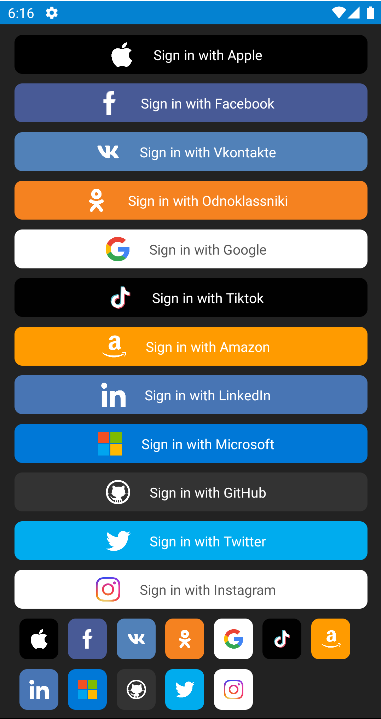 6:16
Sign in with Apple
Sign in with Facebook
Sign in with Vkontakte
Sign in with Odnoklassniki
Sign in with Google
Sign in with Tiktok
Sign in with Amazon
Sign in with LinkedIn
Sign in with Microsoft
Sign in with GitHub
Sign in with Twitter
Sign in with Instagram